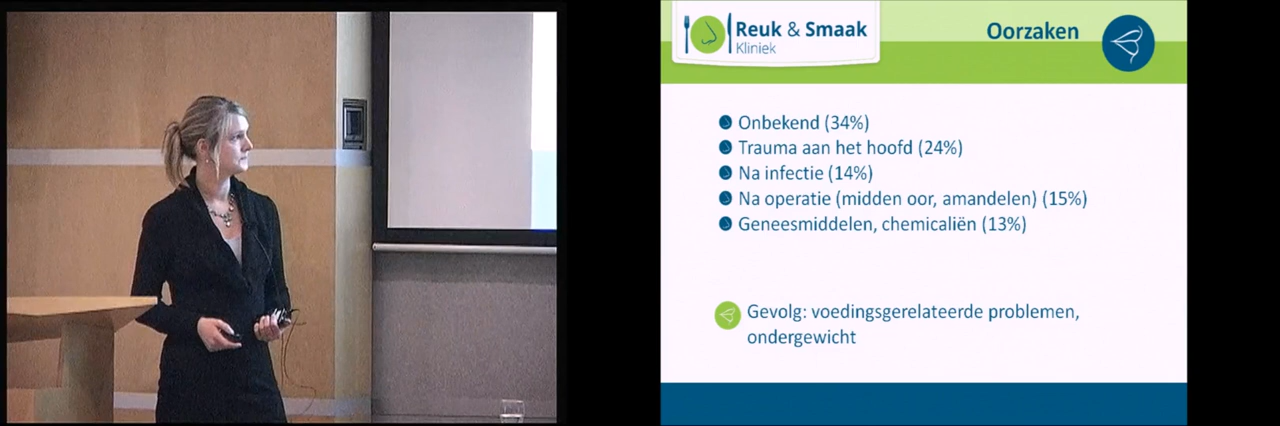 Reuk & Smaak
Kliniek
Oorzaken
Onbekend (34%)
Trauma aan het hoofd (24%)
Na infectie (14%)
Na operatie (midden oor, amandelen) (15%)
Geneesmiddelen, chemicaliën (13%)
Gevolg: voedingsgerelateerde problemen,
ondergewicht